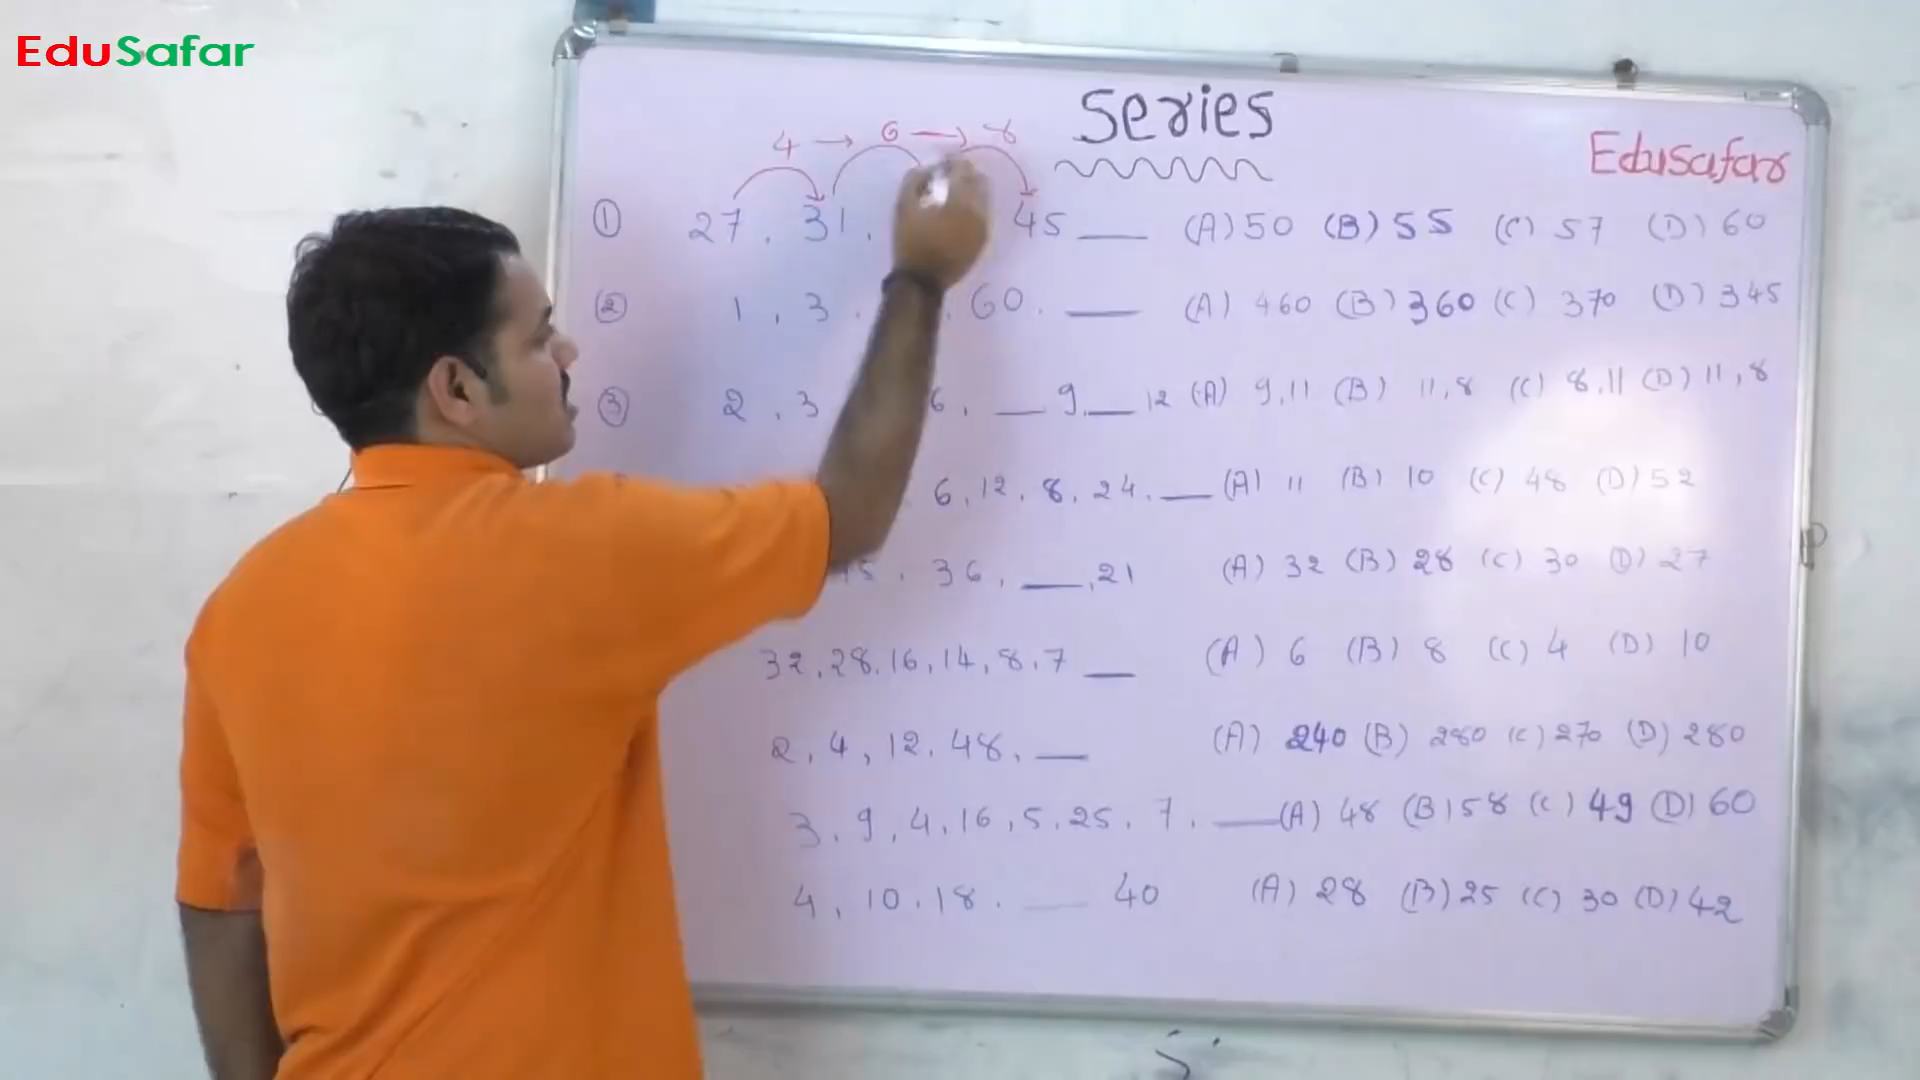 EduSafar
Series
Edusafar
4 → 6 → 8
① 27, 31, 45 ___ (A) 50 (B) 55 (C) 57 (D) 60
② 1, 3, , 60, ___ (A) 460 (B) 360 (C) 370 (D) 345
③ 2, 3 6, ___ 9, ___ 12 (A) 9,11 (B) 11,8 (C) 8,11 (D) 11,8
6, 12, 8, 24, ___ (A) 11 (B) 10 (C) 48 (D) 52
45, 36, ___, 21 (A) 32 (B) 28 (C) 30 (D) 27
32, 28, 16, 14, 8, 7 ___ (A) 6 (B) 8 (C) 4 (D) 10
2, 4, 12, 48, ___ (A) 240 (B) 280 (C) 270 (D) 280
3, 9, 4, 16, 5, 25, 7, ___ (A) 48 (B) 58 (C) 49 (D) 60
4, 10, 18, ___ 40 (A) 28 (B) 25 (C) 30 (D) 42